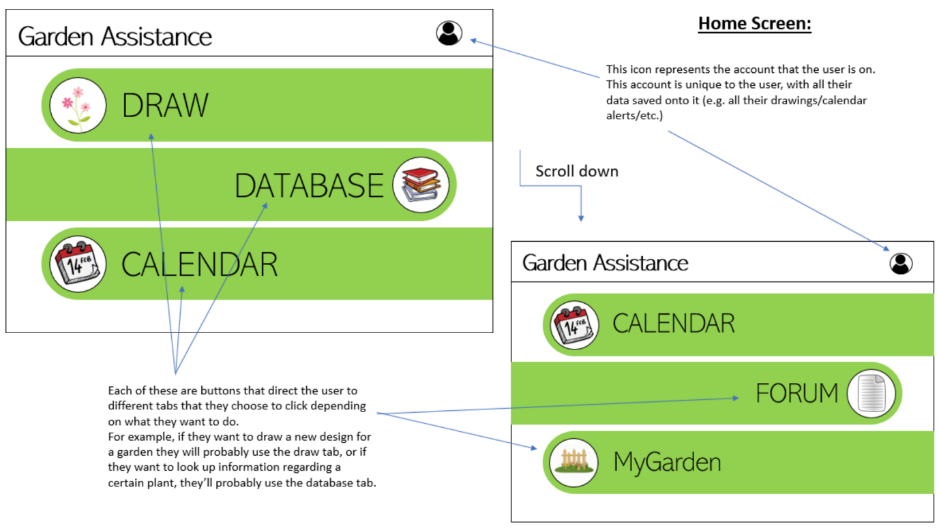 Home Screen:
Garden Assistance
DRAW
DATABASE
14 FEB
CALENDAR
This icon represents the account that the user is on.
This account is unique to the user, with all their
data saved onto it (e.g. all their drawings/calendar
alerts/etc.)
Scroll down
Garden Assistance
14 FEB
CALENDAR
FORUM
MyGarden
Each of these are buttons that direct the user to
different tabs that they choose to click depending
on what they want to do.
For example, if they want to draw a new design for
a garden they will probably use the draw tab, or if
they want to look up information regarding a
certain plant, they'll probably use the database tab.